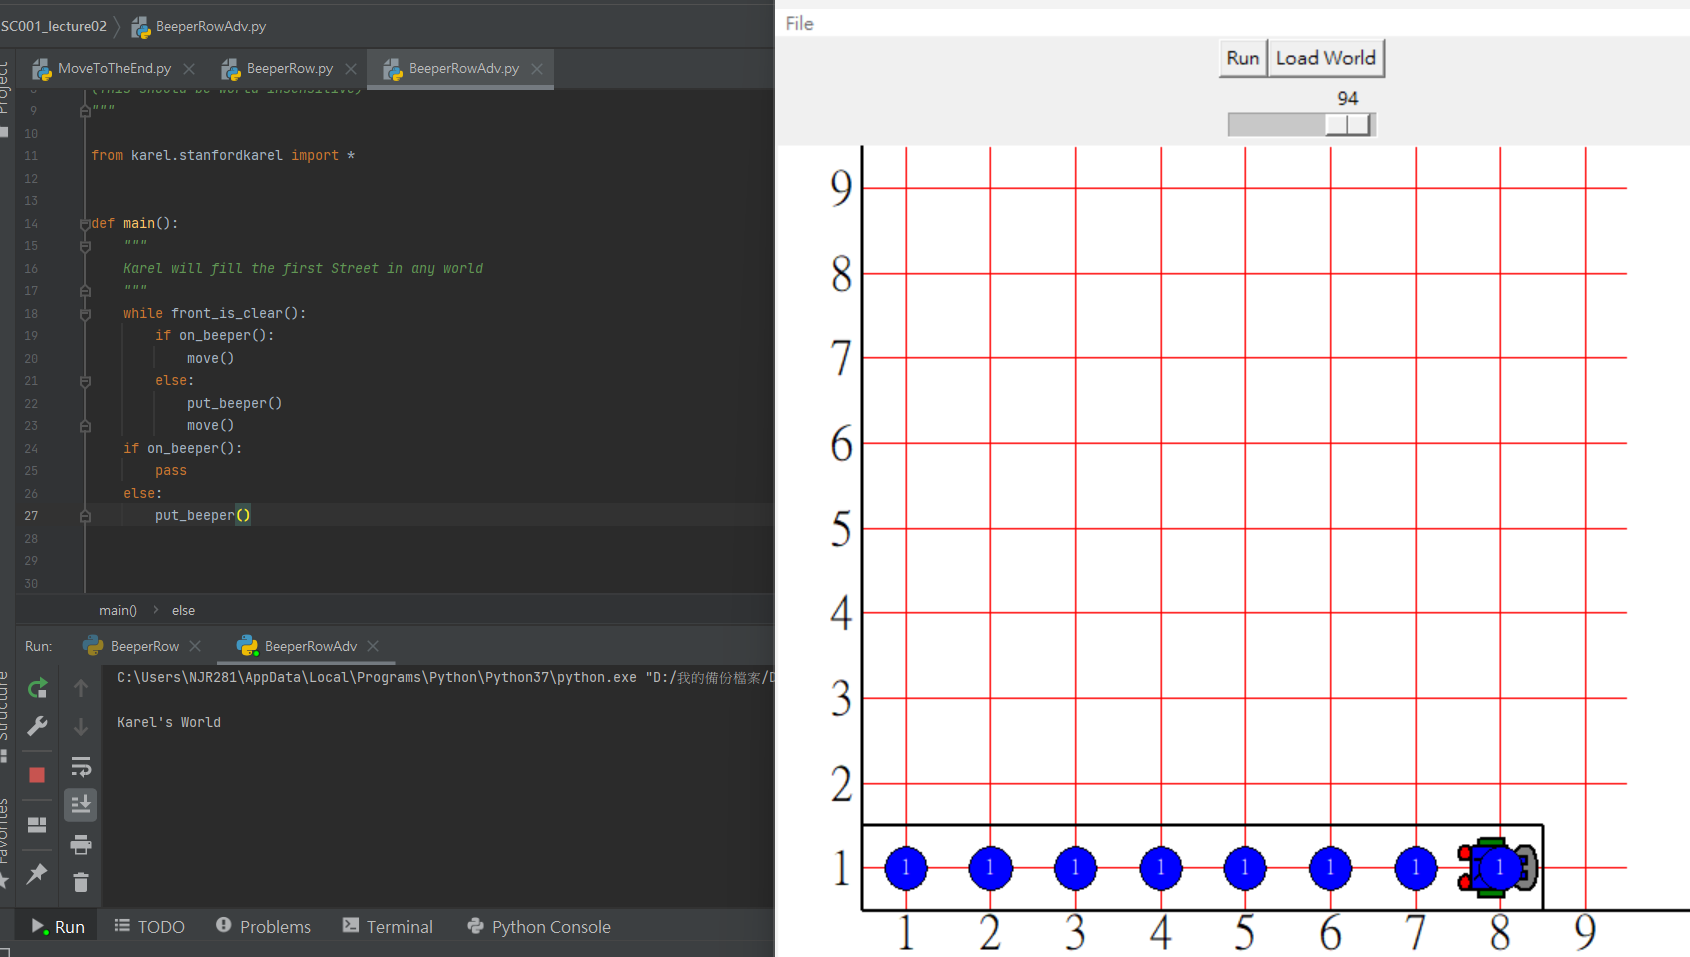 SC001_lecture02 BeeperRowAdv.py
MoveToTheEnd.py BeeperRow.py BeeperRowAdv.py
Project
8 (This should be world insensitive)
9 """
10
11 from karel.stanfordkarel import *
12
13
14 def main():
15 """
16 Karel will fill the first Street in any world
17 """
18 while front_is_clear():
19 if on_beeper():
20 move()
21 else:
22 put_beeper()
23 move()
24 if on_beeper():
25 pass
26 else:
27 put_beeper()
28
29
30
main() > else
Run: BeeperRow BeeperRowAdv
C:\Users\NJR281\AppData\Local\Programs\Python\Python37\python.exe "D:/我的備份檔案/D
Karel's World
Structure
Favorites
Run TODO Problems Terminal Python Console
File
Run Load World
94
9
8
7
6
5
4
3
2
1 1 1 1 1 1 1 1 1
1 2 3 4 5 6 7 8 9